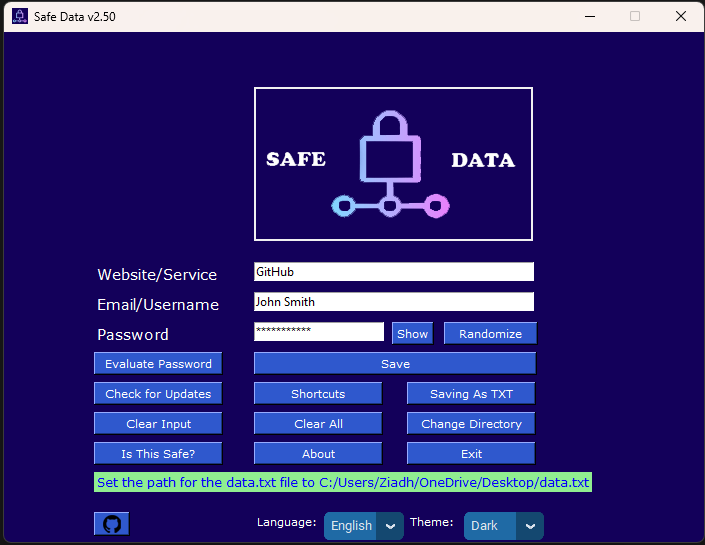 Safe Data v2.50
SAFE DATA
Website/Service GitHub
Email/Username John Smith
Password *********** Show Randomize
Evaluate Password Save
Check for Updates Shortcuts Saving As TXT
Clear Input Clear All Change Directory
Is This Safe? About Exit
Set the path for the data.txt file to C:/Users/Ziadh/OneDrive/Desktop/data.txt
Language: English Theme: Dark